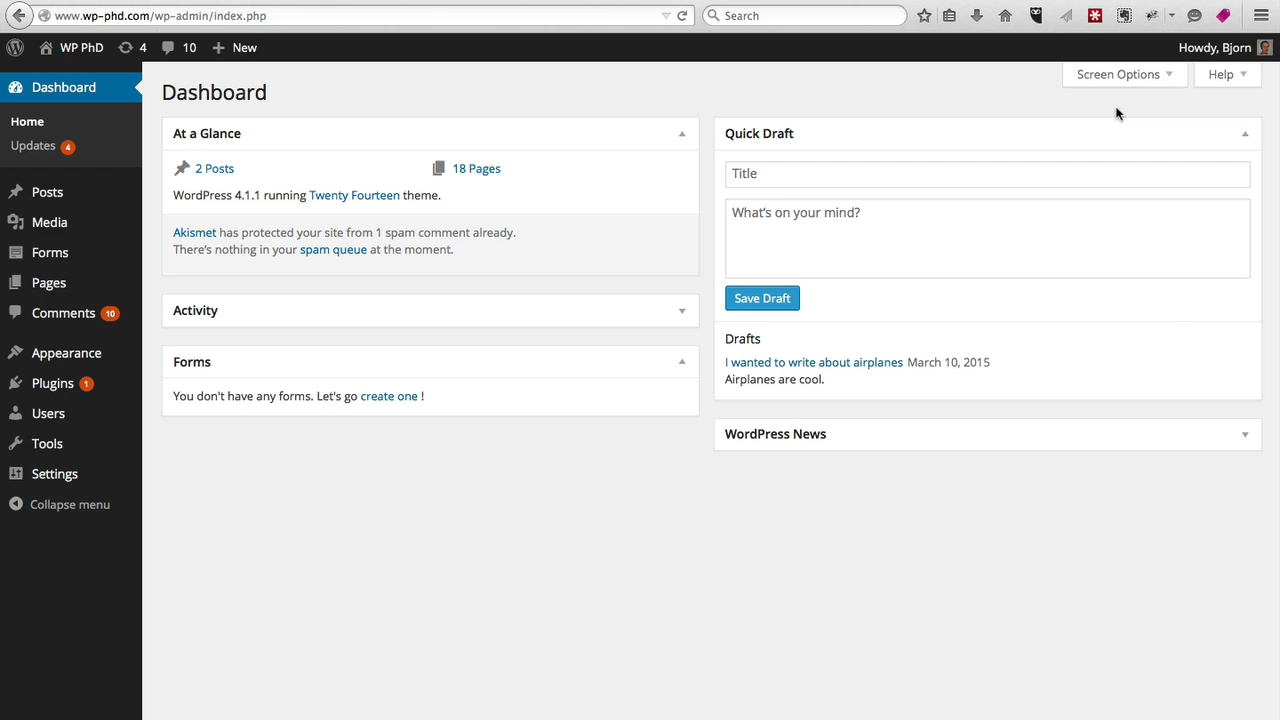 www.wp-phd.com/wp-admin/index.php
Search
WP PhD
4
10
New
Howdy, Bjorn
Dashboard
Home
Updates 4
Posts
Media
Forms
Pages
Comments 10
Appearance
Plugins 1
Users
Tools
Settings
Collapse menu
Screen Options
Help
Dashboard
At a Glance
2 Posts
18 Pages
WordPress 4.1.1 running Twenty Fourteen theme.
Akismet has protected your site from 1 spam comment already.
There's nothing in your spam queue at the moment.
Activity
Forms
You don't have any forms. Let's go create one !
Quick Draft
Title
What's on your mind?
Save Draft
Drafts
I wanted to write about airplanes March 10, 2015
Airplanes are cool.
WordPress News